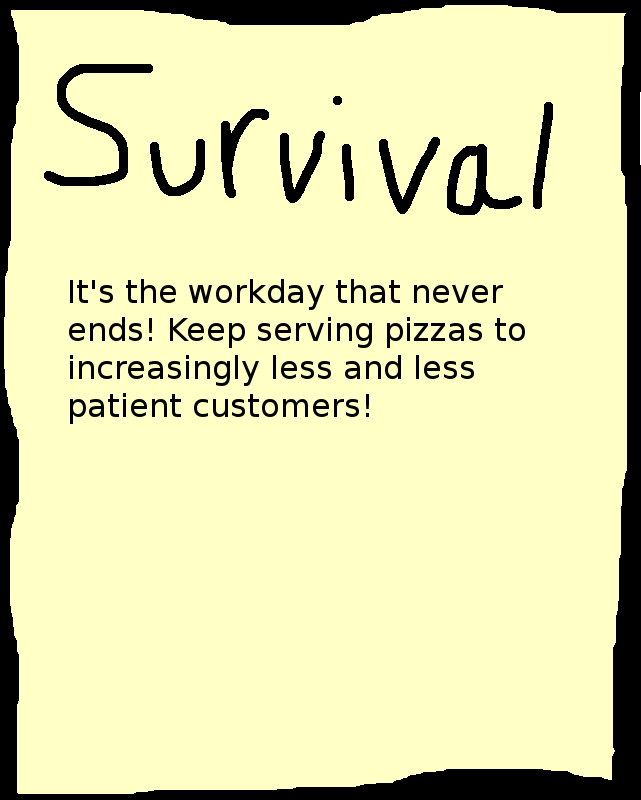 Survival
It's the workday that never
ends! Keep serving pizzas to
increasingly less and less
patient customers!